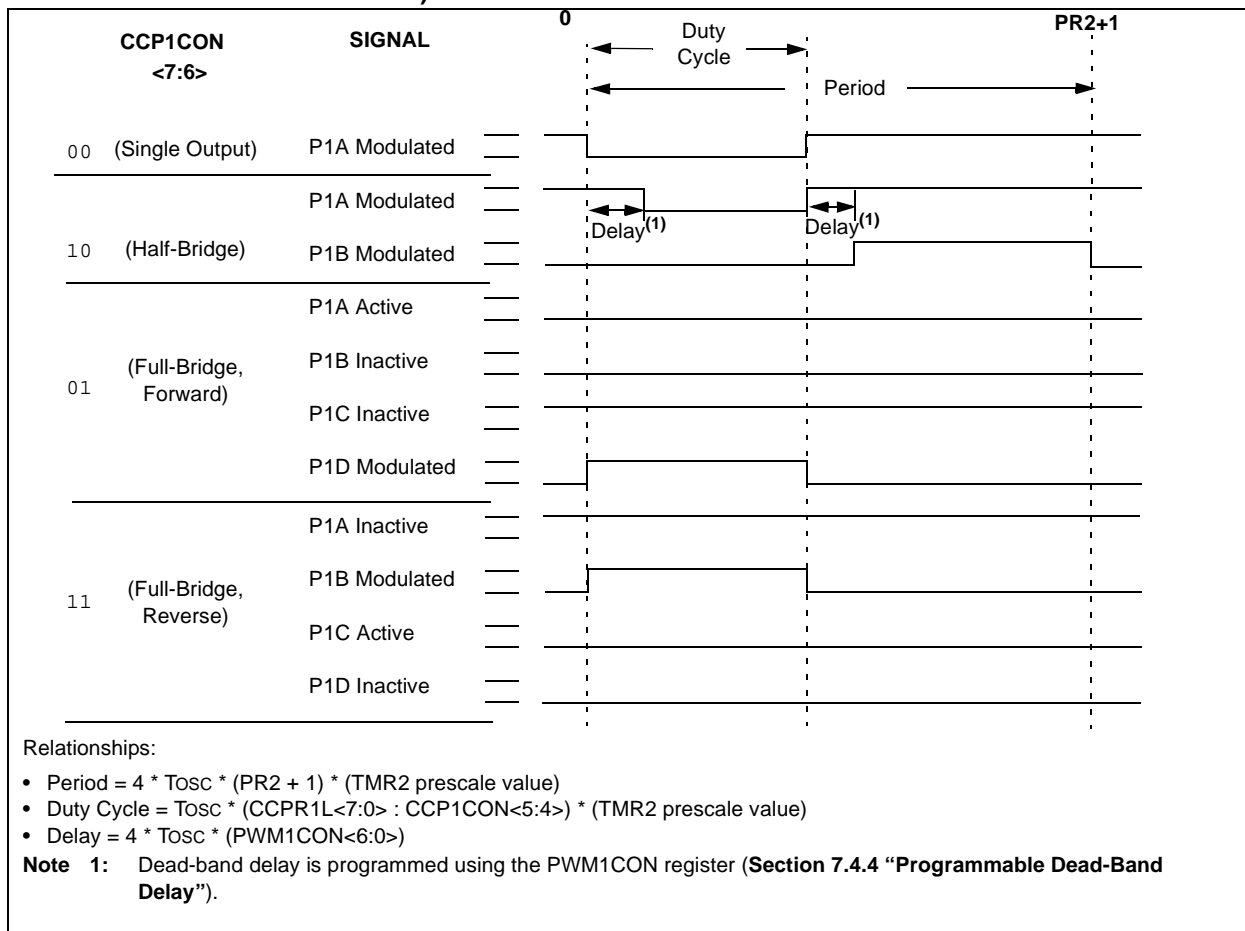 0
PR2+1
CCP1CON
<7:6>
SIGNAL
Duty
Cycle
Period
00 (Single Output) P1A Modulated
P1A Modulated
Delay(1) Delay(1)
10 (Half-Bridge) P1B Modulated
P1A Active
P1B Inactive
01 (Full-Bridge,
Forward)
P1C Inactive
P1D Modulated
P1A Inactive
P1B Modulated
11 (Full-Bridge,
Reverse)
P1C Active
P1D Inactive
Relationships:
• Period = 4 * TOSC * (PR2 + 1) * (TMR2 prescale value)
• Duty Cycle = TOSC * (CCPR1L<7:0> : CCP1CON<5:4>) * (TMR2 prescale value)
• Delay = 4 * TOSC * (PWM1CON<6:0>)
Note 1: Dead-band delay is programmed using the PWM1CON register (Section 7.4.4 “Programmable Dead-Band
Delay”).